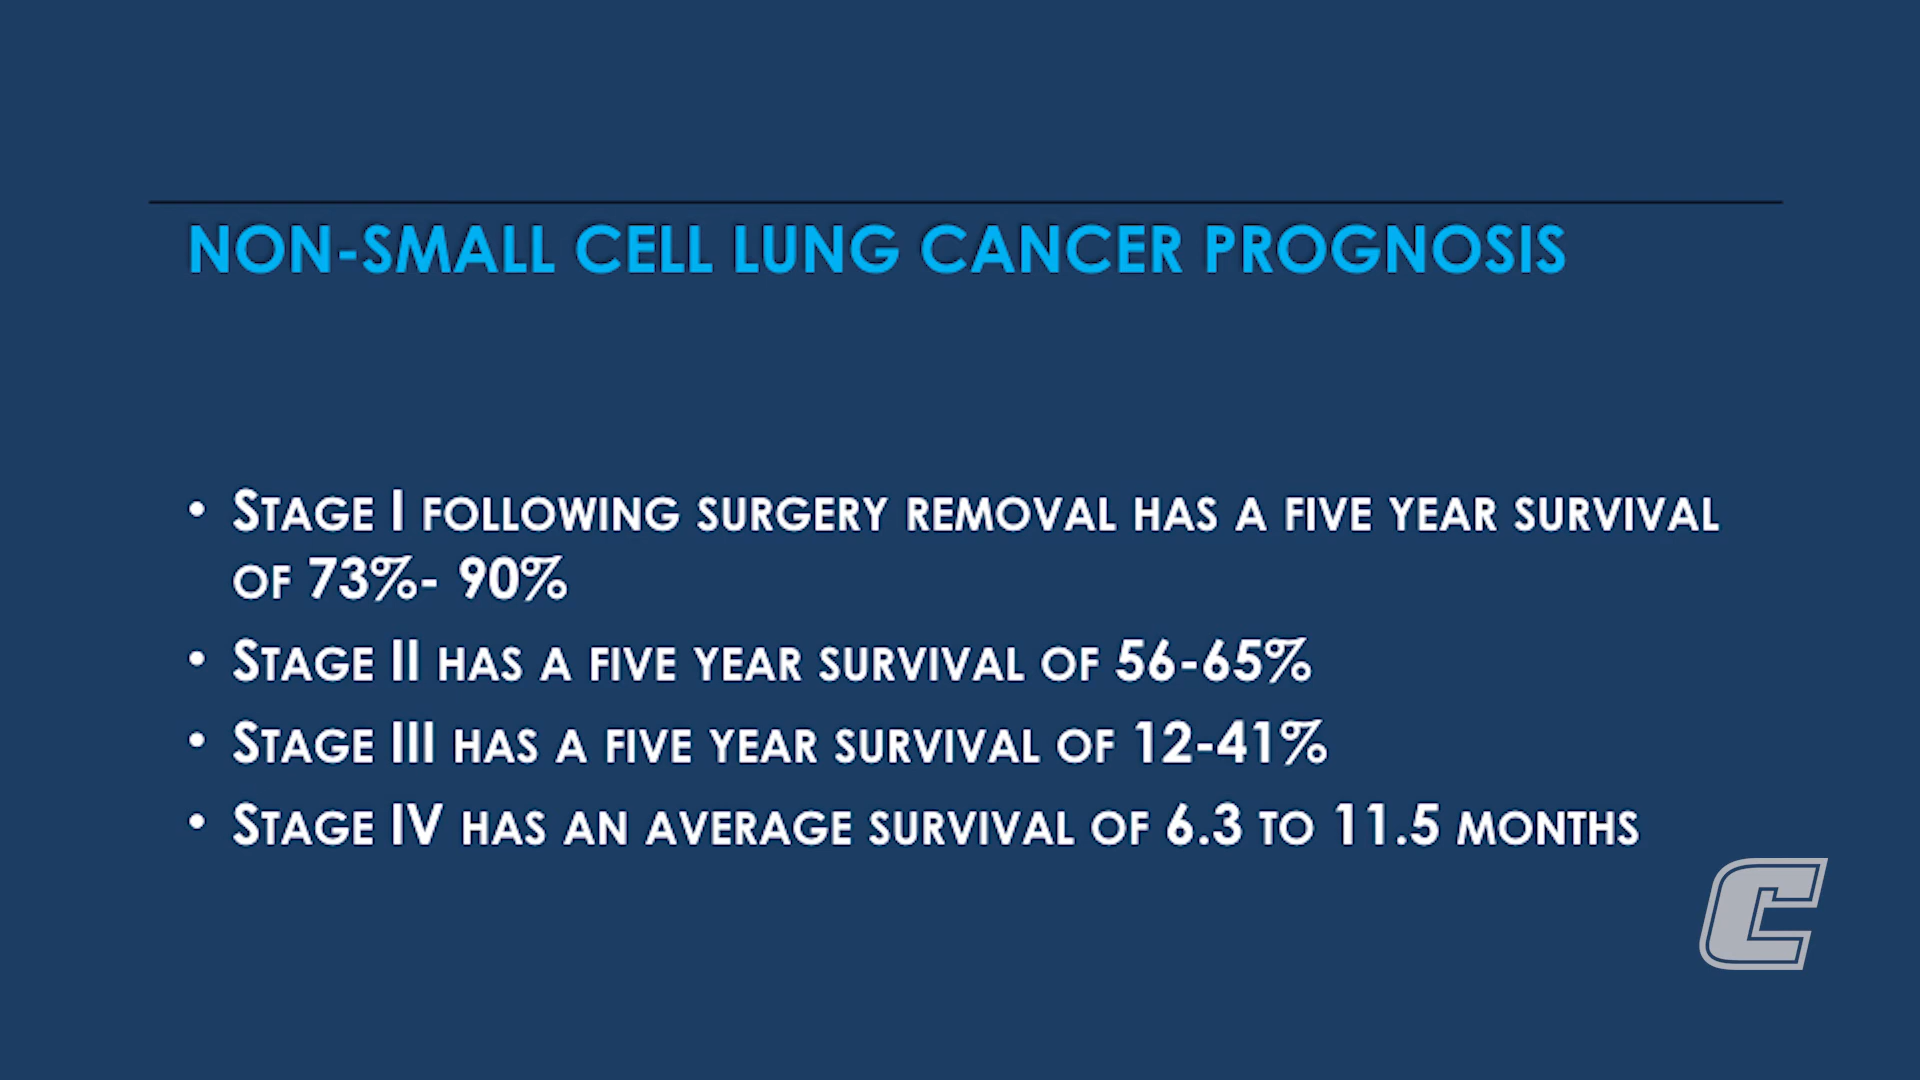 NON-SMALL CELL LUNG CANCER PROGNOSIS
• STAGE I FOLLOWING SURGERY REMOVAL HAS A FIVE YEAR SURVIVAL
OF 73%- 90%
• STAGE II HAS A FIVE YEAR SURVIVAL OF 56-65%
• STAGE III HAS A FIVE YEAR SURVIVAL OF 12-41%
• STAGE IV HAS AN AVERAGE SURVIVAL OF 6.3 TO 11.5 MONTHS
C